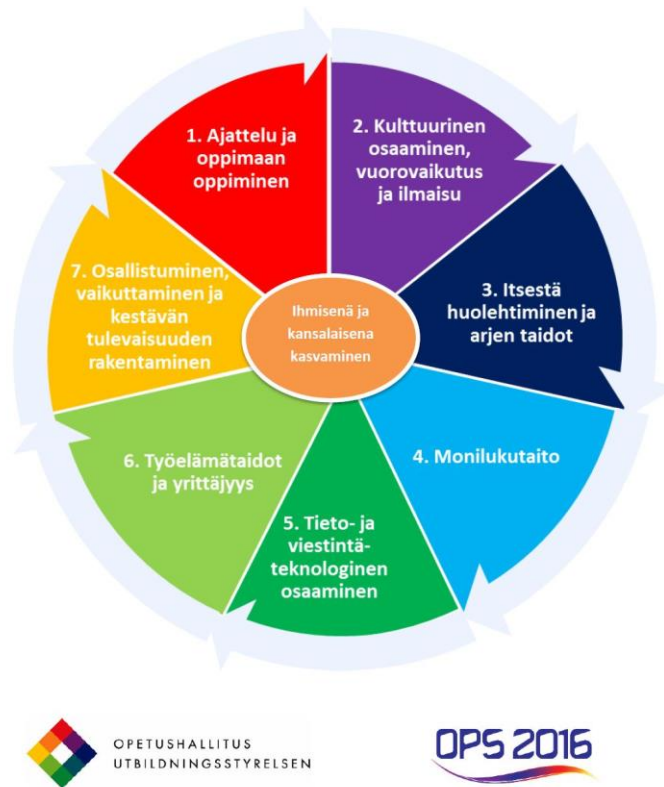 1. Ajattelu ja
oppimaan
oppiminen
2. Kulttuurinen
osaaminen,
vuorovaikutus
ja ilmaisu
3. Itsestä
huolehtiminen ja
arjen taidot
4. Monilukutaito
5. Tieto- ja
viestintä-
teknologinen
osaaminen
6. Työelämätaidot
ja yrittäjyys
7. Osallistuminen,
vaikuttaminen ja
kestävän
tulevaisuuden
rakentaminen
Ihmisenä ja
kansalaisena
kasvaminen
OPETUSHALLITUS
UTBILDNINGSSTYRELSEN
OPS 2016